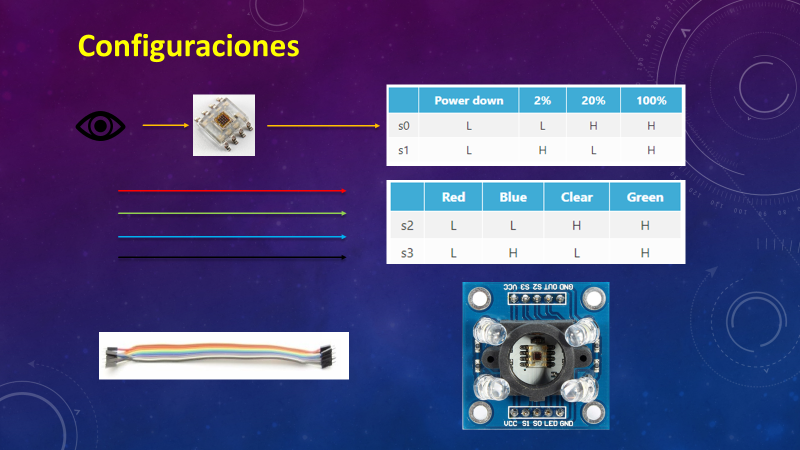 Configuraciones
Power down 2% 20% 100%
s0 L L H H
s1 L H L H
Red Blue Clear Green
s2 L L H H
s3 L H L H
GND OUT S2 S3 VCC
VCC S1 S0 LED GND